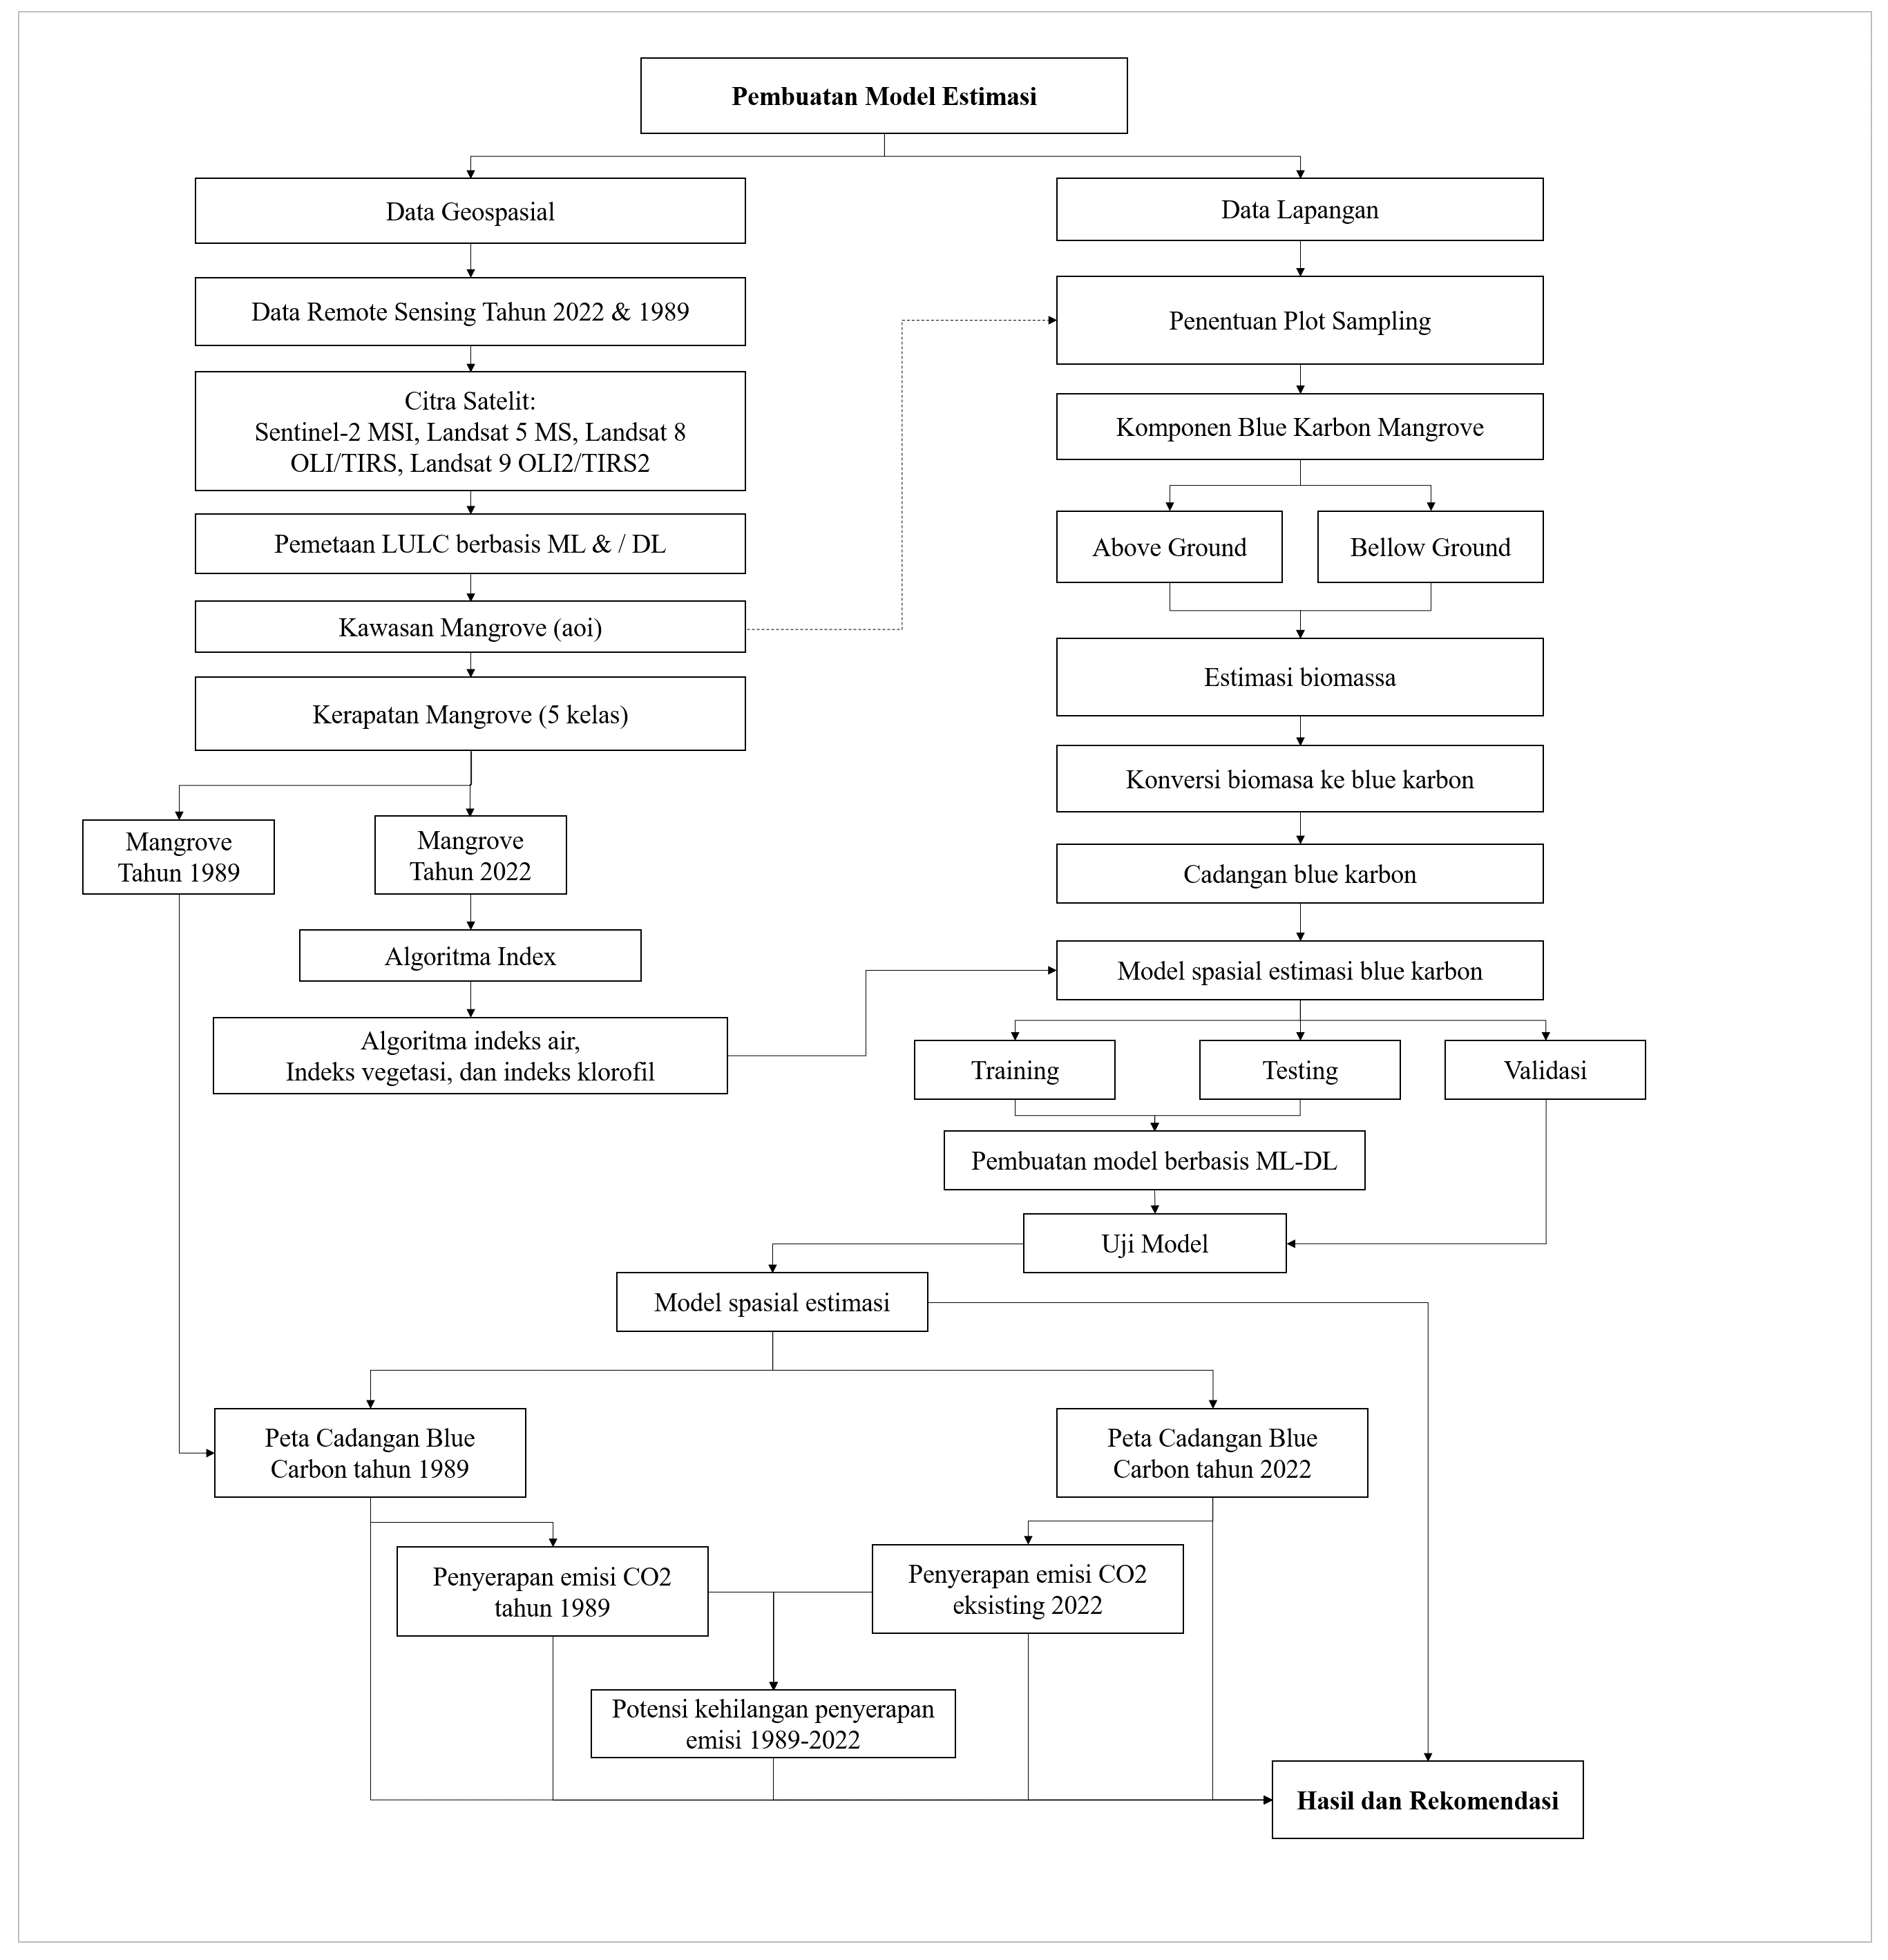 Pembuatan Model Estimasi
Data Geospasial
Data Lapangan
Data Remote Sensing Tahun 2022 & 1989
Penentuan Plot Sampling
Citra Satelit:
Sentinel-2 MSI, Landsat 5 MS, Landsat 8
OLI/TIRS, Landsat 9 OLI2/TIRS2
Komponen Blue Karbon Mangrove
Pemetaan LULC berbasis ML & / DL
Above Ground
Bellow Ground
Kawasan Mangrove (aoi)
Estimasi biomassa
Kerapatan Mangrove (5 kelas)
Konversi biomasa ke blue karbon
Mangrove
Tahun 1989
Mangrove
Tahun 2022
Cadangan blue karbon
Algoritma Index
Model spasial estimasi blue karbon
Algoritma indeks air,
Indeks vegetasi, dan indeks klorofil
Training
Testing
Validasi
Pembuatan model berbasis ML-DL
Uji Model
Model spasial estimasi
Peta Cadangan Blue
Carbon tahun 1989
Peta Cadangan Blue
Carbon tahun 2022
Penyerapan emisi CO2
tahun 1989
Penyerapan emisi CO2
eksisting 2022
Potensi kehilangan penyerapan
emisi 1989-2022
Hasil dan Rekomendasi